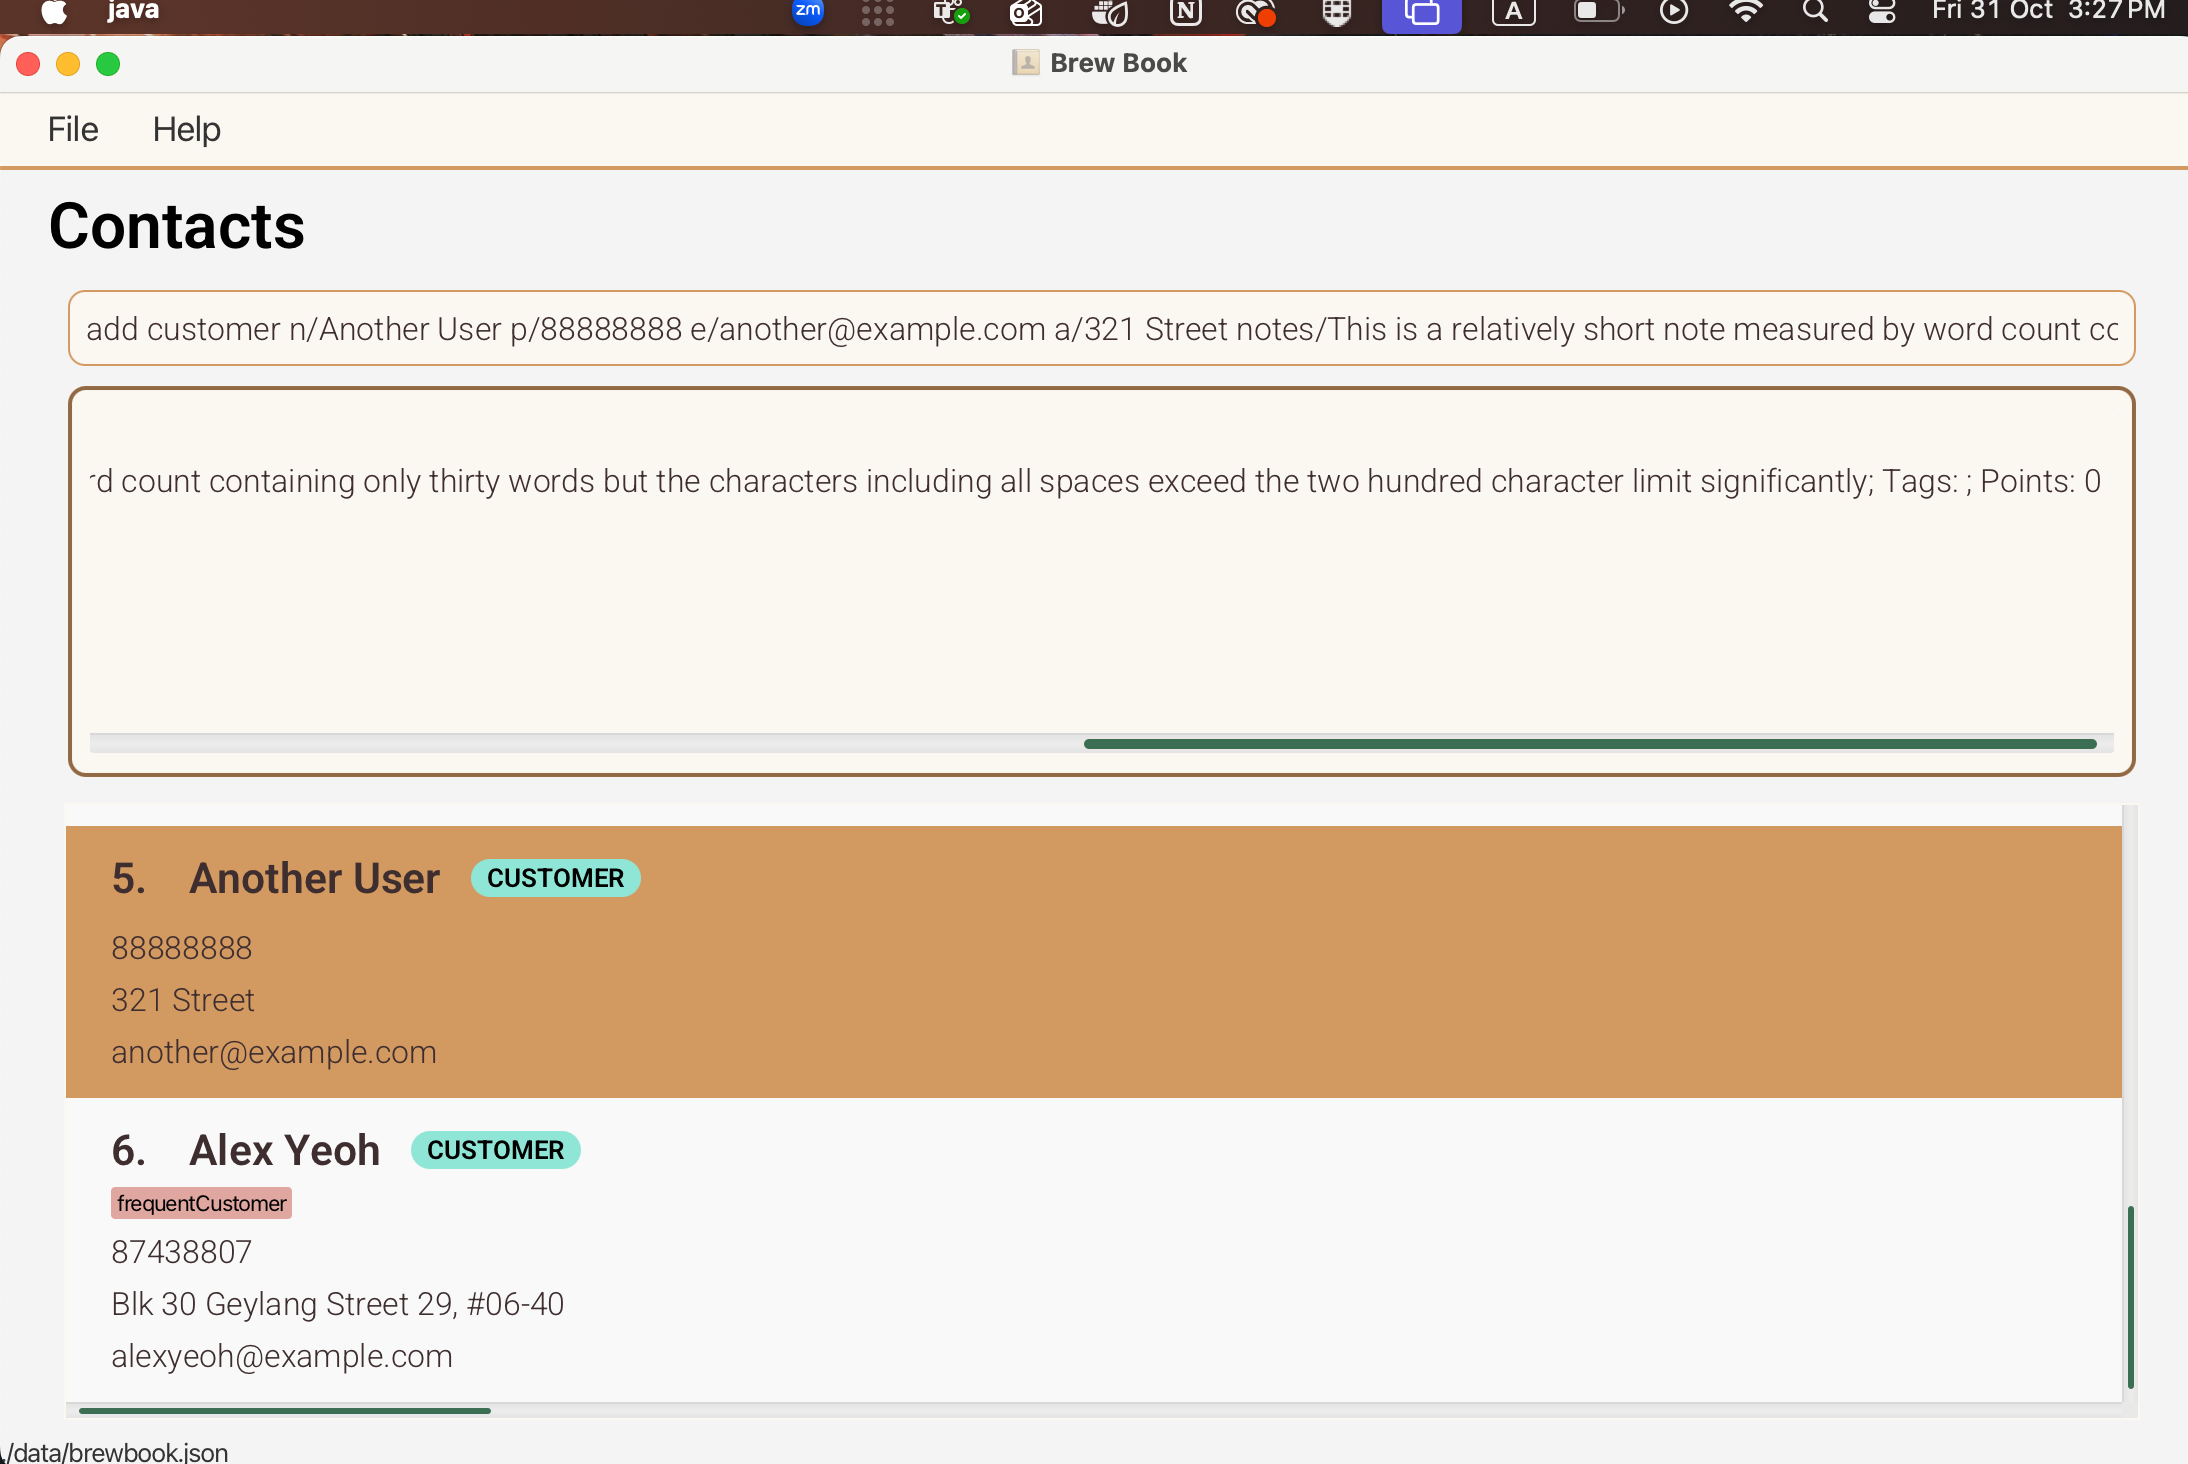 java
zm
N
A
Fri 31 Oct 3:27 PM
Brew Book
File Help
Contacts
add customer n/Another User p/88888888 e/another@example.com a/321 Street notes/This is a relatively short note measured by word count
count containing only thirty words but the characters including all spaces exceed the two hundred character limit significantly; Tags: ; Points: 0
5. Another User CUSTOMER
88888888
321 Street
another@example.com
6. Alex Yeoh CUSTOMER
frequentCustomer
87438807
Blk 30 Geylang Street 29, #06-40
alexyeoh@example.com
/data/brewbook.json